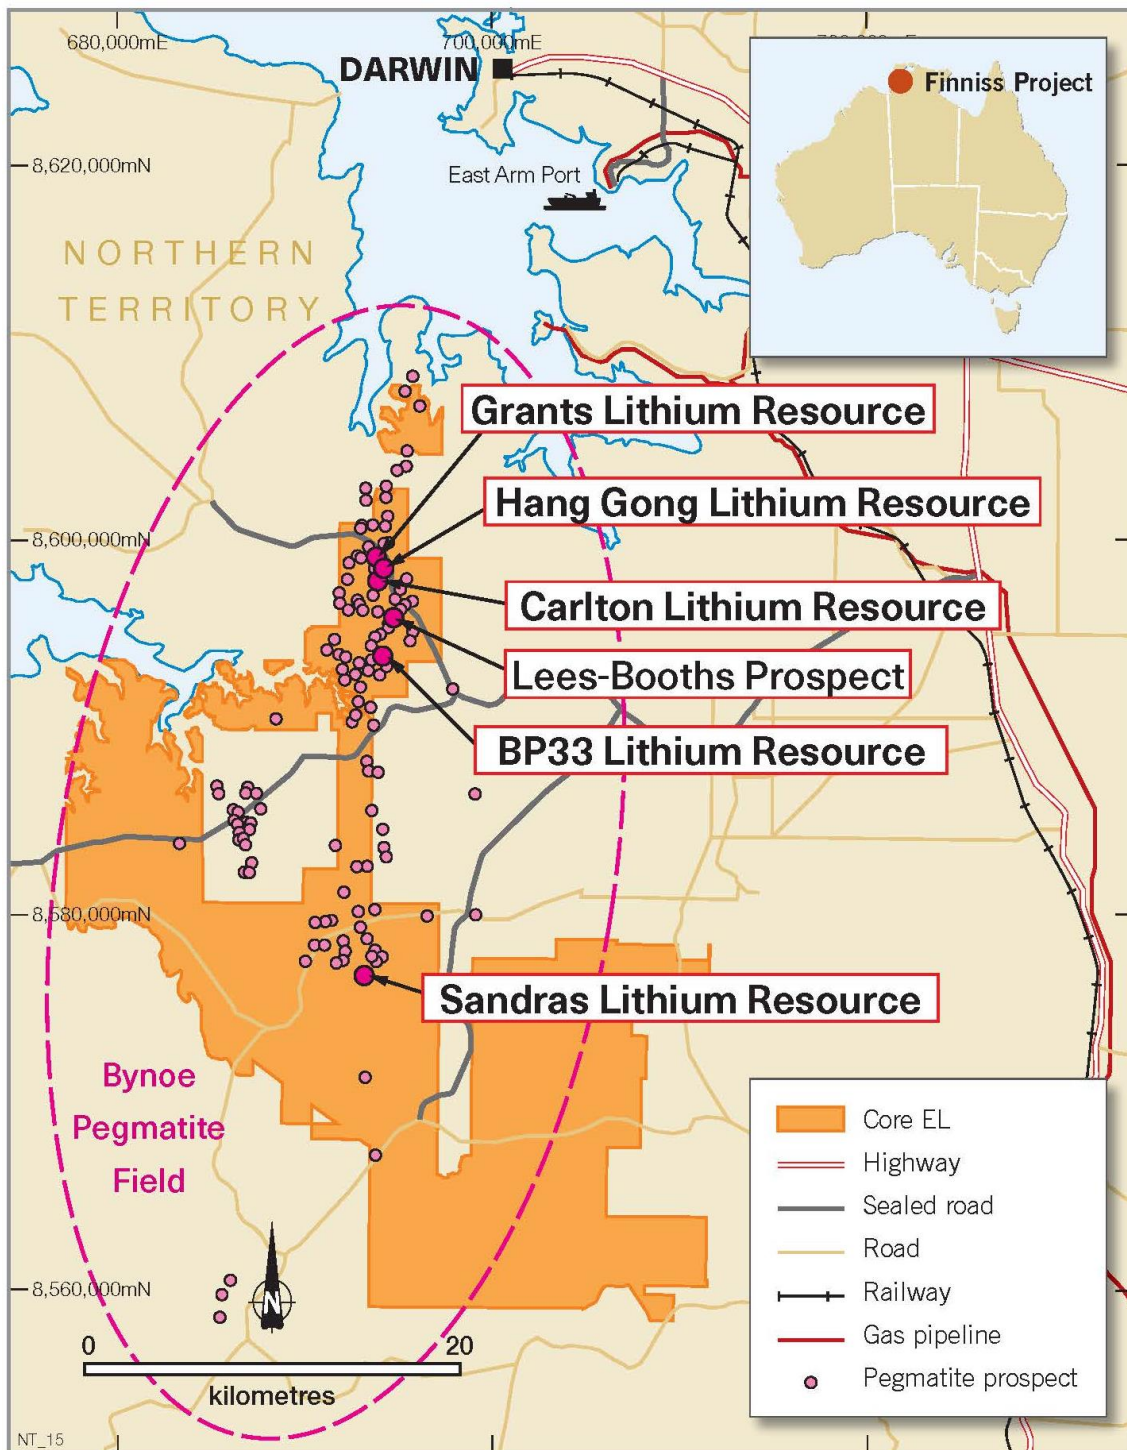 680,000mE
700,000mE
DARWIN
Finniss Project
8,620,000mN
East Arm Port
NORTHERN
TERRITORY
Grants Lithium Resource
Hang Gong Lithium Resource
8,600,000mN
Carlton Lithium Resource
Lees-Booths Prospect
BP33 Lithium Resource
8,580,000mN
Sandras Lithium Resource
Bynoe
Pegmatite
Field
Core EL
Highway
Sealed road
Road
Railway
Gas pipeline
Pegmatite prospect
8,560,000mN
N
0 20
kilometres
NT_15